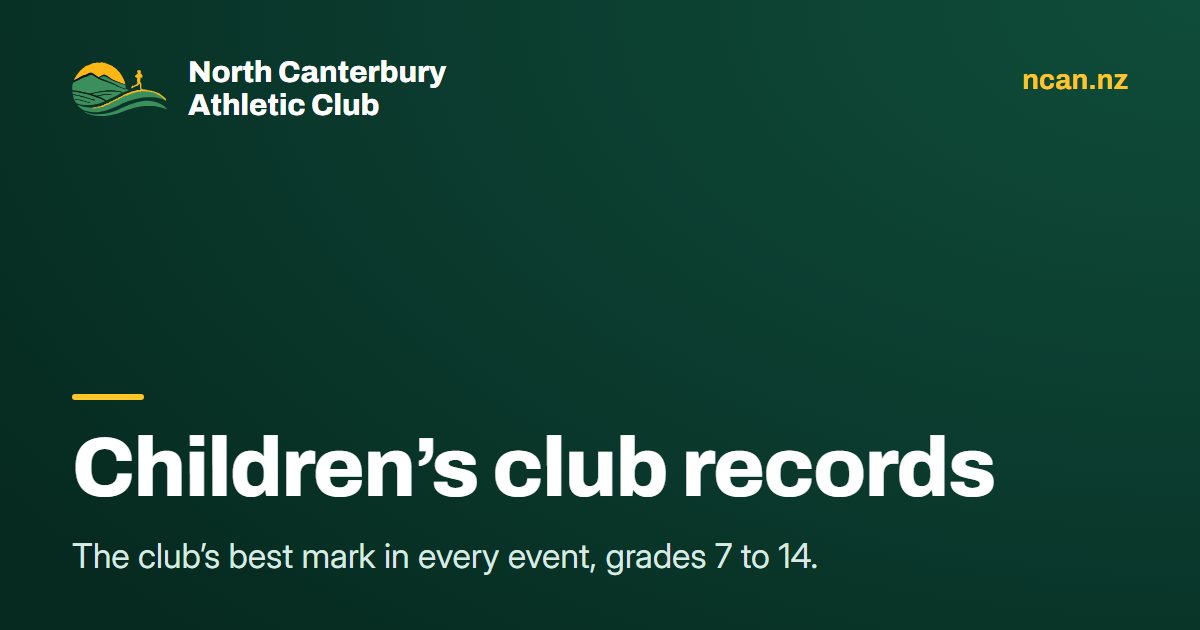 North Canterbury
Athletic Club
ncan.nz
Children’s club records
The club’s best mark in every event, grades 7 to 14.